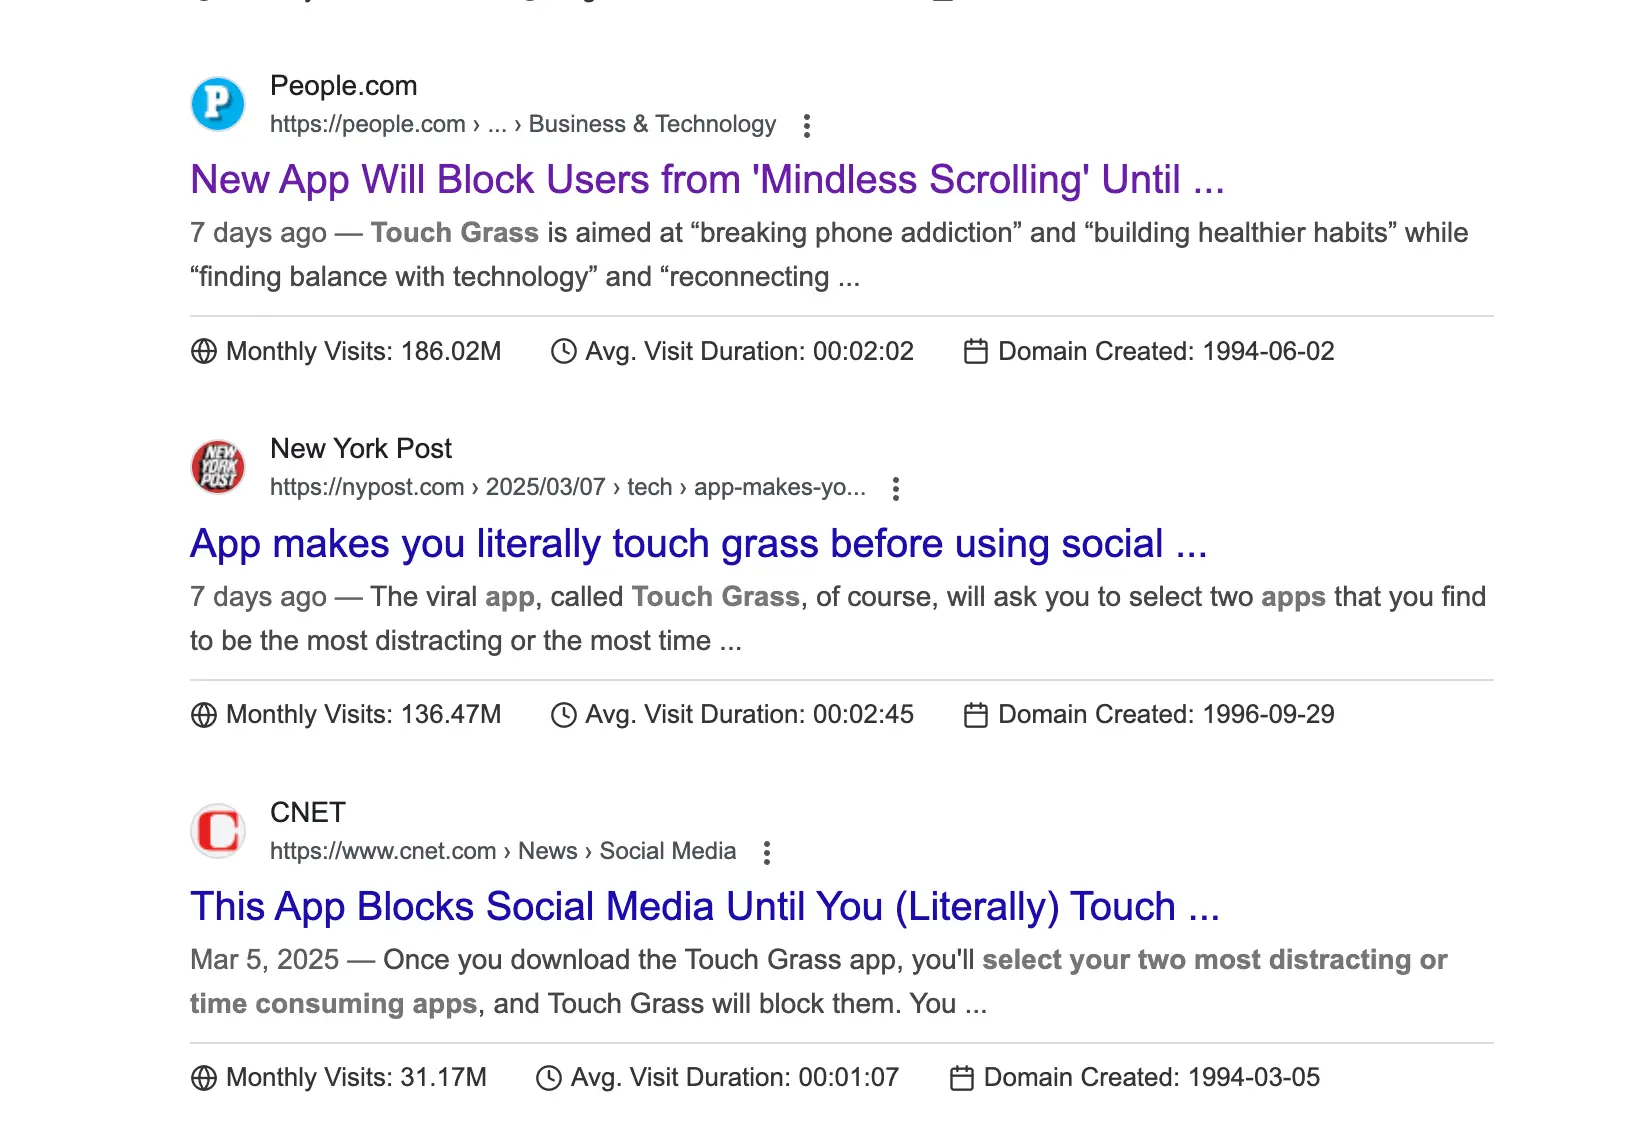 People.com
https://people.com › ... › Business & Technology
New App Will Block Users from 'Mindless Scrolling' Until ...
7 days ago — Touch Grass is aimed at “breaking phone addiction” and “building healthier habits” while
“finding balance with technology” and “reconnecting ...
Monthly Visits: 186.02M Avg. Visit Duration: 00:02:02 Domain Created: 1994-06-02
NEW
YORK
POST
New York Post
https://nypost.com › 2025/03/07 › tech › app-makes-yo...
App makes you literally touch grass before using social ...
7 days ago — The viral app, called Touch Grass, of course, will ask you to select two apps that you find
to be the most distracting or the most time ...
Monthly Visits: 136.47M Avg. Visit Duration: 00:02:45 Domain Created: 1996-09-29
CNET
https://www.cnet.com › News › Social Media
This App Blocks Social Media Until You (Literally) Touch ...
Mar 5, 2025 — Once you download the Touch Grass app, you'll select your two most distracting or
time consuming apps, and Touch Grass will block them. You ...
Monthly Visits: 31.17M Avg. Visit Duration: 00:01:07 Domain Created: 1994-03-05